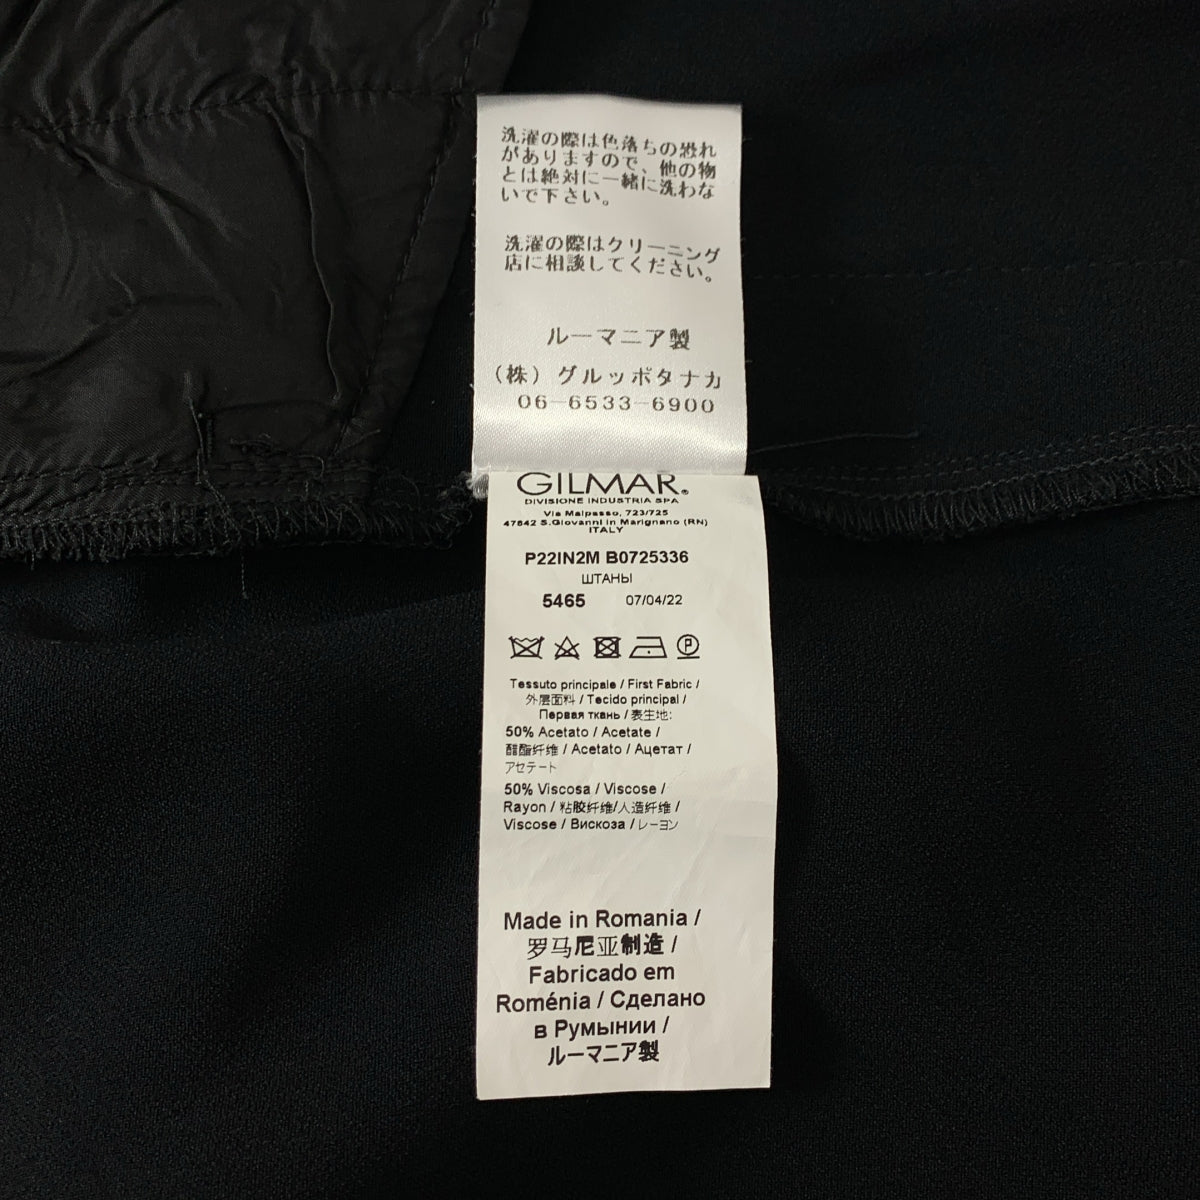 洗濯の際は色落ちの恐れ
がありますので、他の物
とは絶対に一緒に洗わな
いで下さい。
洗濯の際はクリーニング
店に相談してください。
ルーマニア製
（株）グルッポタナカ
06-6533-6900
GILMAR®
DIVISIONE INDUSTRIA SPA
Via Malpasso, 723/725
47842 S.Giovanni in Marignano (RN)
ITALY
P22IN2M B0725336
ШТАНЫ
5465 07/04/22
P
Tessuto principale / First Fabric /
外层面料 / Tecido principal /
Первая ткань / 表生地:
50% Acetato / Acetate /
醋酯纤维 / Acetato / Ацетат /
アセテート
50% Viscosa / Viscose /
Rayon / 粘胶纤维/人造纤维 /
Viscose / Вискоза / レーヨン
Made in Romania /
罗马尼亚制造 /
Fabricado em
Roménia / Сделано
в Румынии /
ルーマニア製